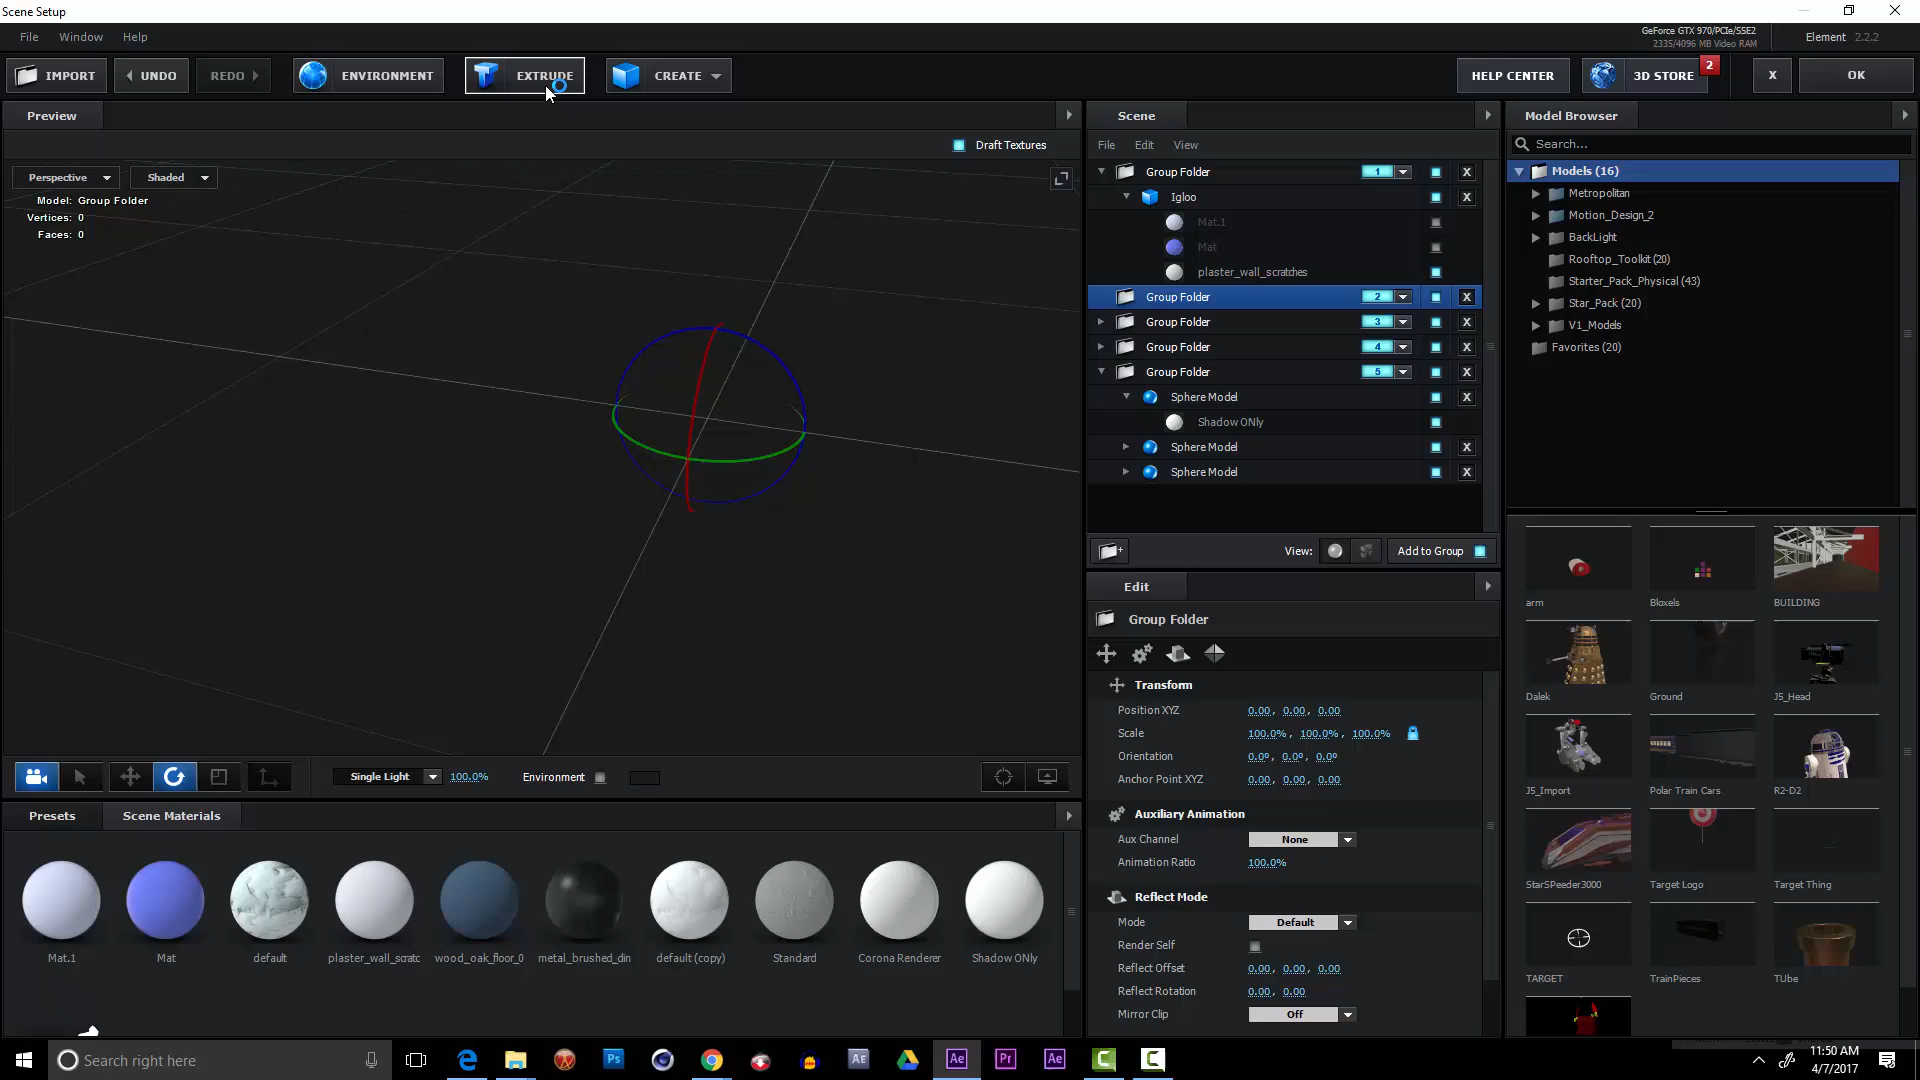 Scene Setup
File Window Help
GeForce GTX 970/PCIe/SSE2
2335/4096 MB Video RAM
Element 2.2.2
IMPORT UNDO REDO ENVIRONMENT EXTRUDE CREATE HELP CENTER 3D STORE 2 X OK
Preview
Draft Textures
Perspective Shaded
Model: Group Folder
Vertices: 0
Faces: 0
Single Light 100.0% Environment
Scene
File Edit View
Group Folder 1 X
Igloo X
Mat.1
Mat
plaster_wall_scratches
Group Folder 2 X
Group Folder 3 X
Group Folder 4 X
Group Folder 5 X
Sphere Model X
Shadow ONly
Sphere Model X
Sphere Model X
View: Add to Group
Edit
Group Folder
Transform
Position XYZ 0.00, 0.00, 0.00
Scale 100.0%, 100.0%, 100.0%
Orientation 0.0º, 0.0º, 0.0º
Anchor Point XYZ 0.00, 0.00, 0.00
Auxiliary Animation
Aux Channel None
Animation Ratio 100.0%
Reflect Mode
Mode Default
Render Self
Reflect Offset 0.00, 0.00, 0.00
Reflect Rotation 0.00, 0.00
Mirror Clip Off
Model Browser
Search...
Models (16)
Metropolitan
Motion_Design_2
BackLight
Rooftop_Toolkit (20)
Starter_Pack_Physical (43)
Star_Pack (20)
V1_Models
Favorites (20)
arm Bloxels BUILDING
Dalek Ground J5_Head
J5_Import Polar Train Cars R2-D2
StarSPeeder3000 Target Logo Target Thing
TARGET TrainPieces TUbe
Presets Scene Materials
Mat.1 Mat default plaster_wall_scratc wood_oak_floor_0 metal_brushed_din default (copy) Standard Corona Renderer Shadow ONly
Search right here
Ps AE Ae Pr Ae C C
11:50 AM
4/7/2017